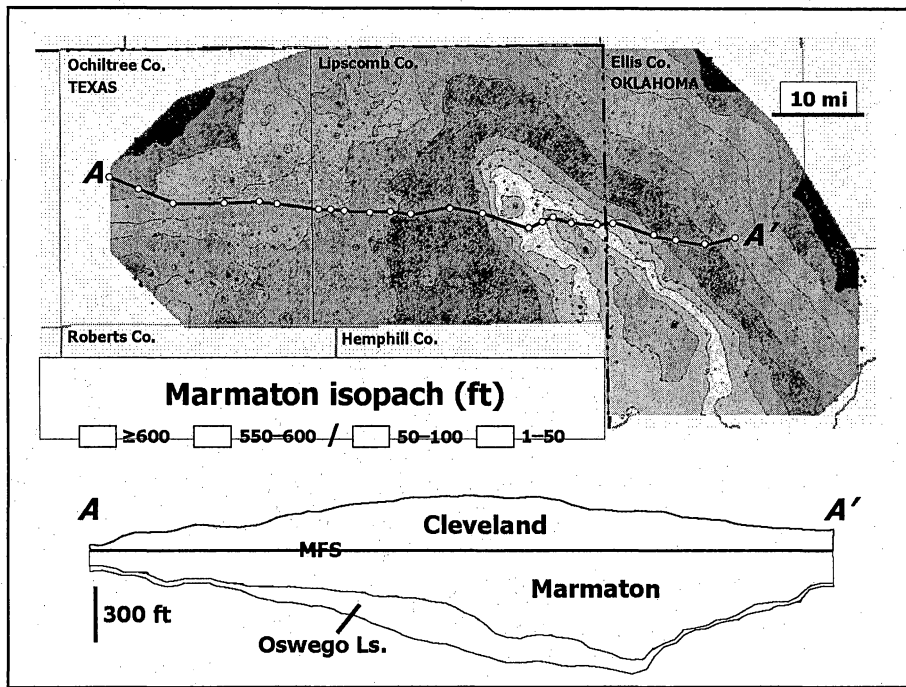 Ochiltree Co.
TEXAS
Lipscomb Co.
Ellis Co.
OKLAHOMA
10 mi
A
A'
Roberts Co.
Hemphill Co.
Marmaton isopach (ft)
≥600 550–600 / 50–100 1–50
A
A'
Cleveland
MFS
Marmaton
300 ft
Oswego Ls.